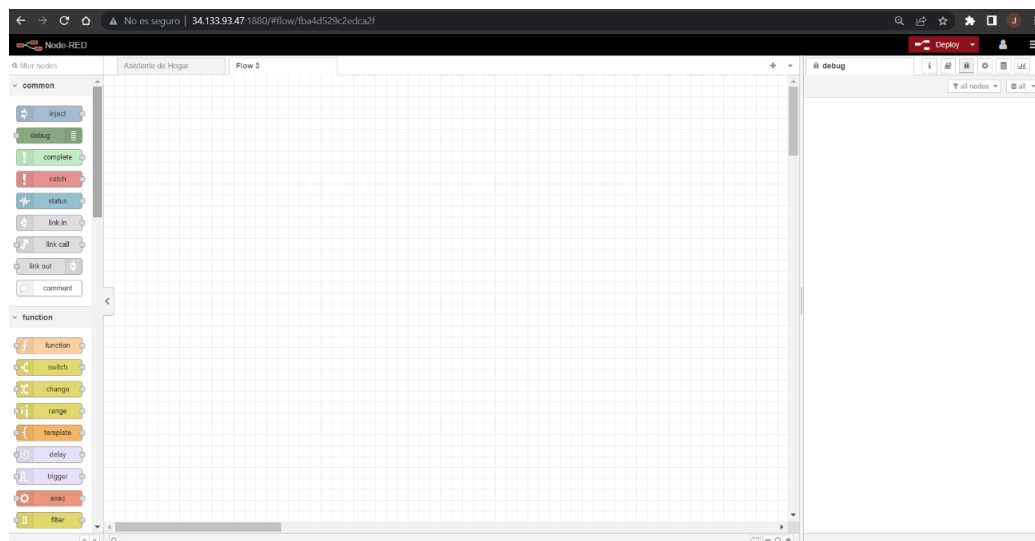 No es seguro | 34.133.93.47:1880/#flow/fba4d529c2edca2f
J
Node-RED
Deploy
filter nodes
Asistente de Hogar
Flow 3
debug
i
common
all nodes
all
inject
debug
complete
catch
status
link in
link call
link out
comment
function
f
function
switch
change
range
template
delay
trigger
exec
filter